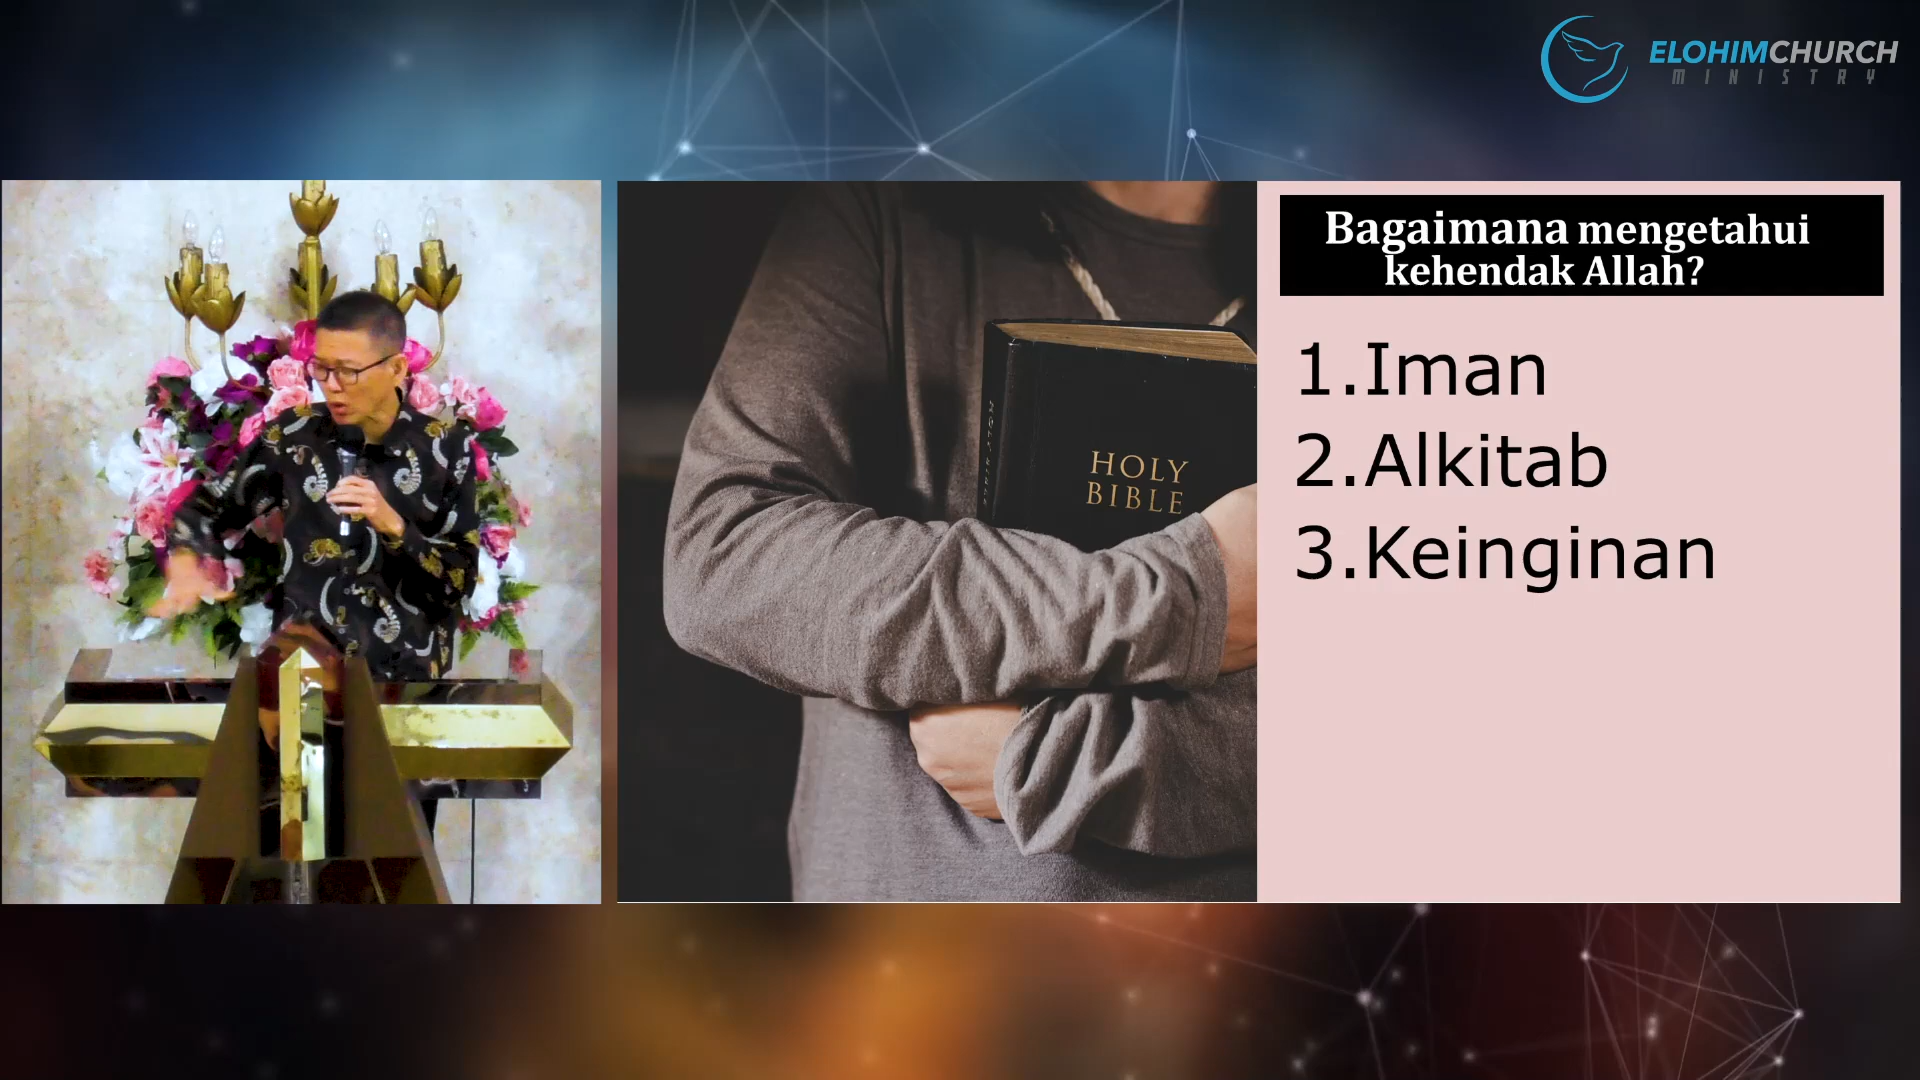 ELOHIMCHURCH
MINISTRY
Bagaimana mengetahui
kehendak Allah?
1.Iman
2.Alkitab
3.Keinginan
HOLY
BIBLE